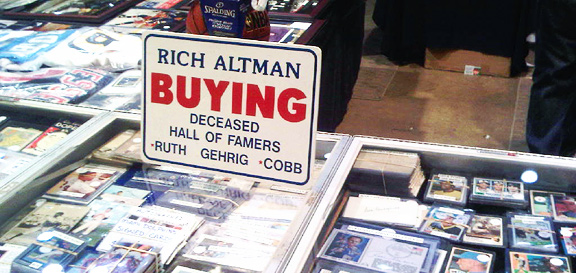 SPALDING
RICH ALTMAN
BUYING
DECEASED
HALL OF FAMERS
•RUTH GEHRIG •COBB